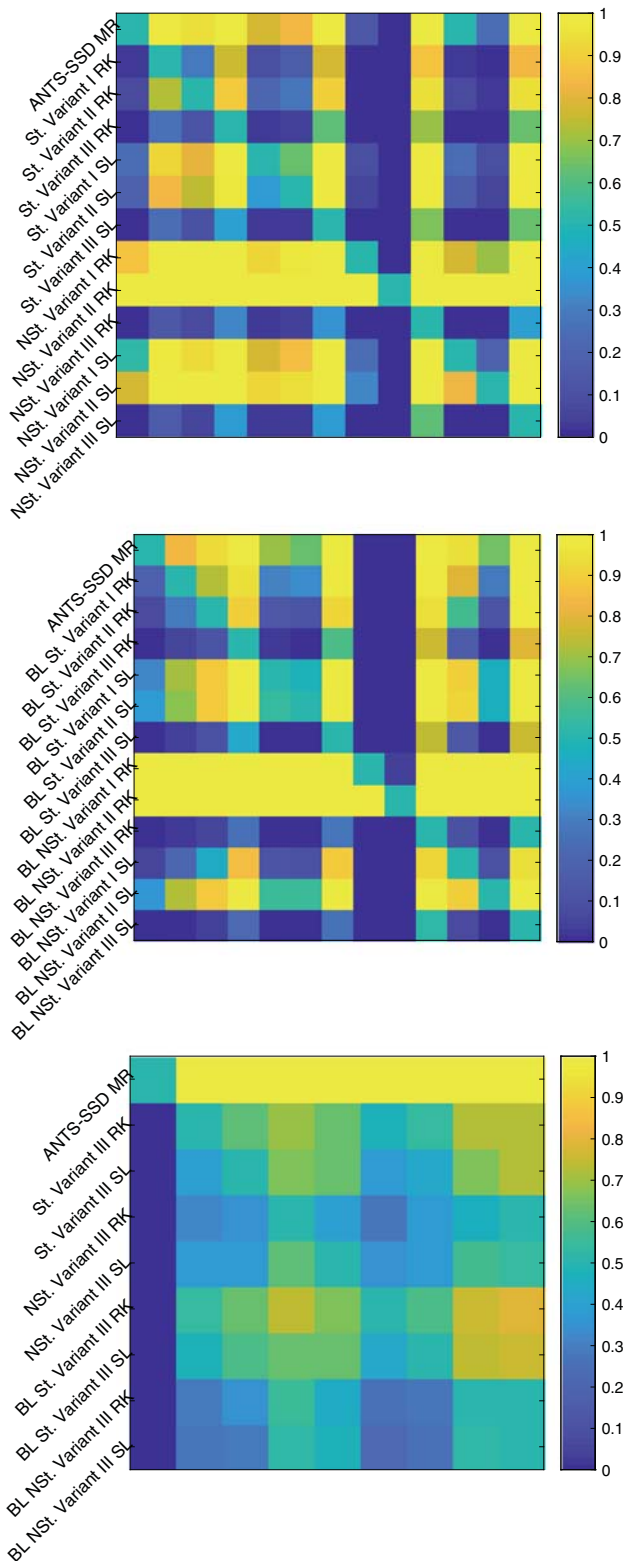 ANTS-SSD MR
St. Variant I RK
St. Variant II RK
St. Variant III RK
St. Variant I SL
St. Variant II SL
St. Variant III SL
NSt. Variant I RK
NSt. Variant II RK
NSt. Variant III RK
NSt. Variant I SL
NSt. Variant II SL
NSt. Variant III SL
1
0.9
0.8
0.7
0.6
0.5
0.4
0.3
0.2
0.1
0
ANTS-SSD MR
BL St. Variant I RK
BL St. Variant II RK
BL St. Variant III RK
BL St. Variant I SL
BL St. Variant II SL
BL St. Variant III SL
BL NSt. Variant I RK
BL NSt. Variant II RK
BL NSt. Variant III RK
BL NSt. Variant I SL
BL NSt. Variant II SL
BL NSt. Variant III SL
1
0.9
0.8
0.7
0.6
0.5
0.4
0.3
0.2
0.1
0
ANTS-SSD MR
St. Variant III RK
St. Variant III SL
NSt. Variant III RK
NSt. Variant III SL
BL St. Variant III RK
BL St. Variant III SL
BL NSt. Variant III RK
BL NSt. Variant III SL
1
0.9
0.8
0.7
0.6
0.5
0.4
0.3
0.2
0.1
0